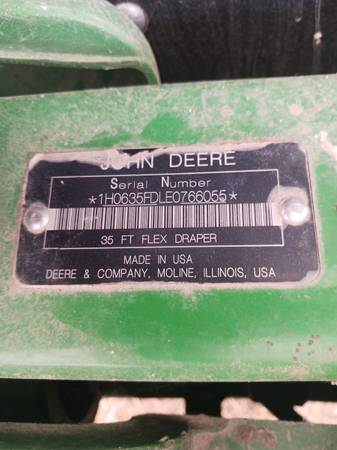 JOHN DEERE
Serial Number
*1H0635FDLE0766055*
35 FT FLEX DRAPER
MADE IN USA
DEERE & COMPANY, MOLINE, ILLINOIS, USA